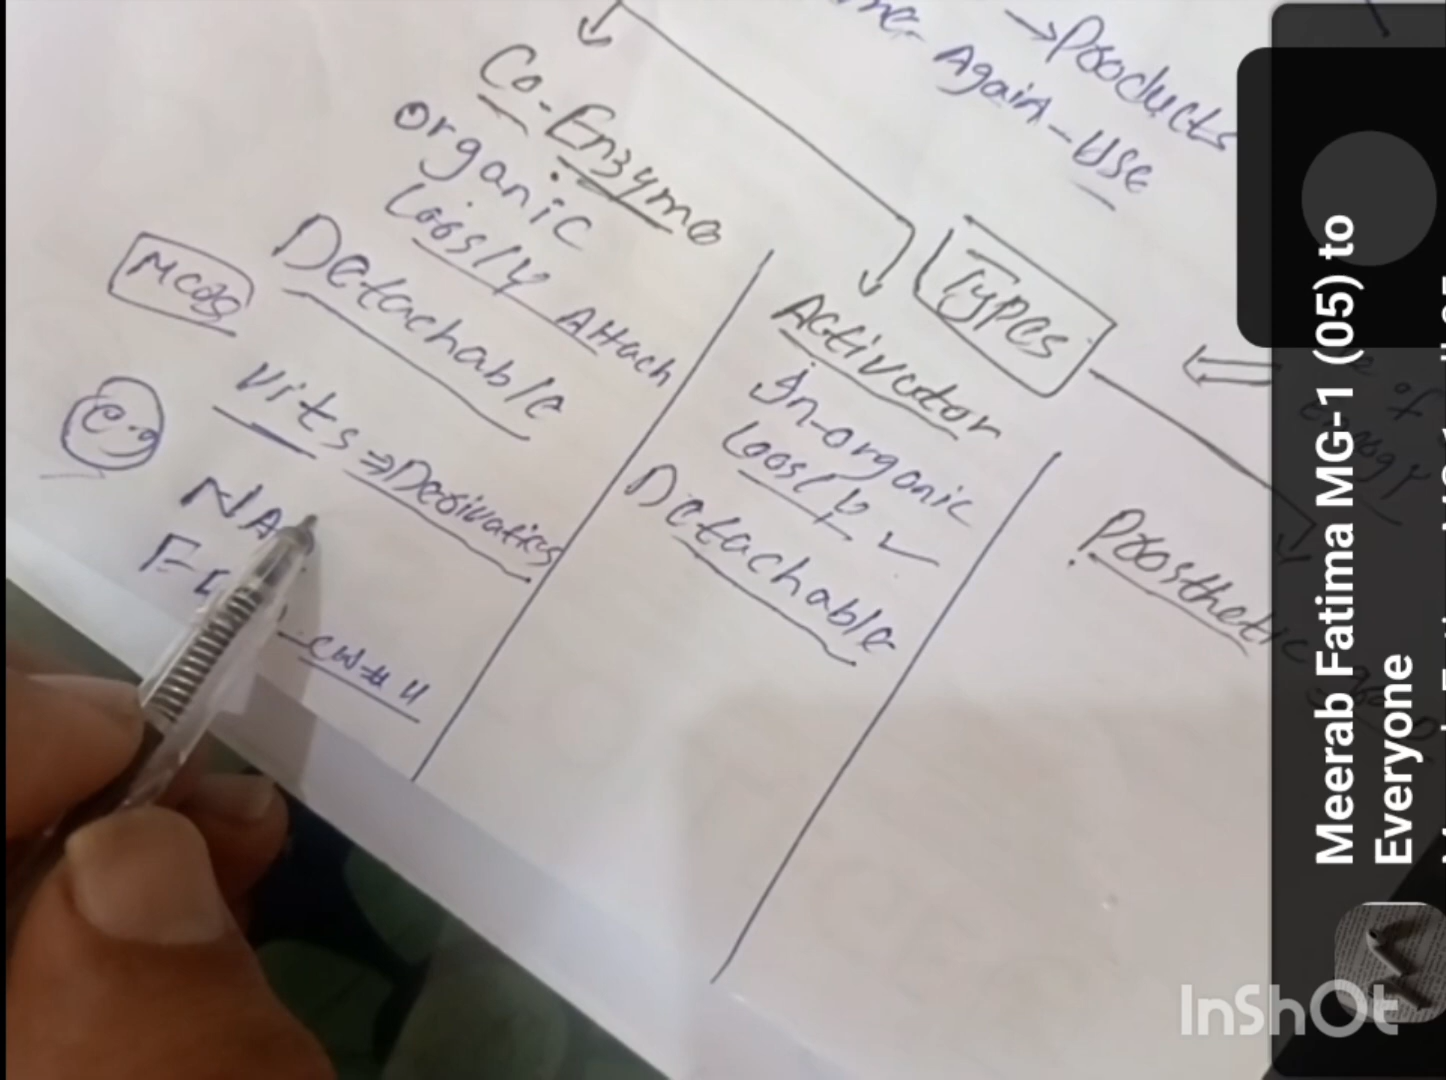 →Products
Again-Use
Types
Co-Enzyme
organic
Loosly Attach
Detachable
Mcqs
Vits ⇒ Derivaties
e.g
NA
Activator
In-organic
Loosly ✓
Detachable
Prosthetic
Meerab Fatima MG-1 (05) to
Everyone
InShOt